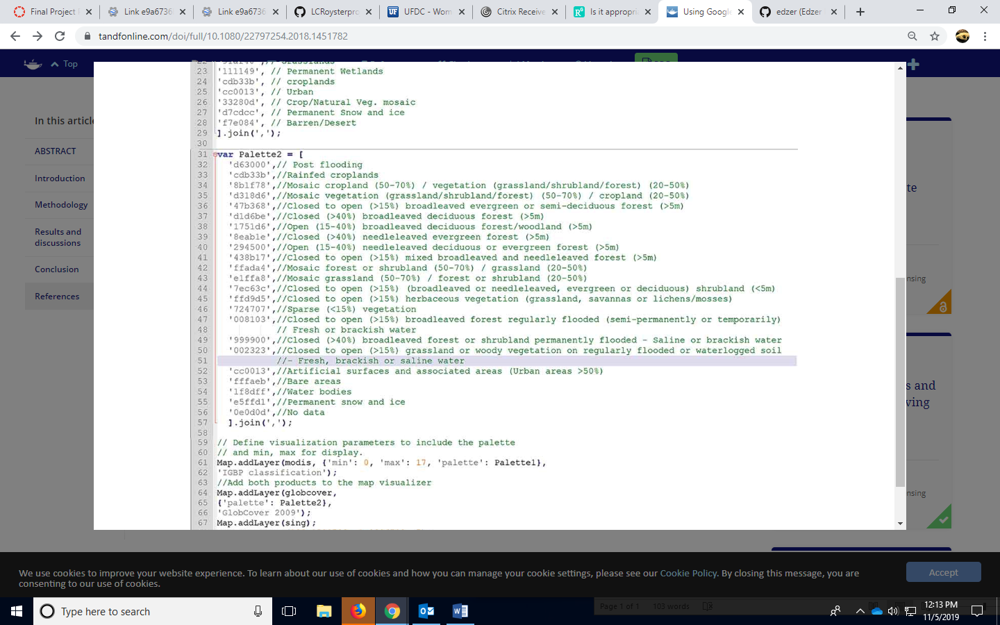 Final Project
Link e9a6736
Link e9a6736
LCRoysterpro
UFDC - Wom
Citrix Receive
Is it appropri
Using Google
edzer (Edzer
tandfonline.com/doi/full/10.1080/22797254.2018.1451782
Top
In this article
ABSTRACT
Introduction
Methodology
Results and
discussions
Conclusion
References
23 '111149', // Permanent Wetlands
24 'cdb33b', // croplands
25 'cc0013', // Urban
26 '33280d', // Crop/Natural Veg. mosaic
27 'd7cdcc', // Permanent Snow and ice
28 'f7e084', // Barren/Desert
29 ].join(',');
30
31 var Palette2 = [
32 'd63000',// Post flooding
33 'cdb33b',//Rainfed croplands
34 '8b1f78',//Mosaic cropland (50-70%) / vegetation (grassland/shrubland/forest) (20-50%)
35 'd318d6',//Mosaic vegetation (grassland/shrubland/forest) (50-70%) / cropland (20-50%)
36 '47b368',//Closed to open (>15%) broadleaved evergreen or semi-deciduous forest (>5m)
37 'd1d6be',//Closed (>40%) broadleaved deciduous forest (>5m)
38 '1751d6',//Open (15-40%) broadleaved deciduous forest/woodland (>5m)
39 '8eab1e',//Closed (>40%) needleleaved evergreen forest (>5m)
40 '294500',//Open (15-40%) needleleaved deciduous or evergreen forest (>5m)
41 '438b17',//Closed to open (>15%) mixed broadleaved and needleleaved forest (>5m)
42 'ffada4',//Mosaic forest or shrubland (50-70%) / grassland (20-50%)
43 'e1ffa8',//Mosaic grassland (50-70%) / forest or shrubland (20-50%)
44 '7ec63c',//Closed to open (>15%) (broadleaved or needleleaved, evergreen or deciduous) shrubland (<5m)
45 'ffd9d5',//Closed to open (>15%) herbaceous vegetation (grassland, savannas or lichens/mosses)
46 '724707',//Sparse (<15%) vegetation
47 '008103',//Closed to open (>15%) broadleaved forest regularly flooded (semi-permanently or temporarily)
48 // Fresh or brackish water
49 '999900',//Closed (>40%) broadleaved forest or shrubland permanently flooded - Saline or brackish water
50 '002323',//Closed to open (>15%) grassland or woody vegetation on regularly flooded or waterlogged soil
51 //- Fresh, brackish or saline water
52 'cc0013',//Artificial surfaces and associated areas (Urban areas >50%)
53 'fffaeb',//Bare areas
54 '1f8dff',//Water bodies
55 'e5ffd1',//Permanent snow and ice
56 '0e0d0d',//No data
57 ].join(',');
58
59 // Define visualization parameters to include the palette
60 // and min, max for display.
61 Map.addLayer(modis, {'min': 0, 'max': 17, 'palette': Palette1},
62 'IGBP classification');
63 //Add both products to the map visualizer
64 Map.addLayer(globcover,
65 {'palette': Palette2},
66 'GlobCover 2009');
67 Map.addLayer(sing);
te
nsing
s and
ving
nsing
We use cookies to improve your website experience. To learn about our use of cookies and how you can manage your cookie settings, please see our Cookie Policy. By closing this message, you are
consenting to our use of cookies.
Accept
Page 1 of 1 103 words
Type here to search
12:13 PM
11/5/2019